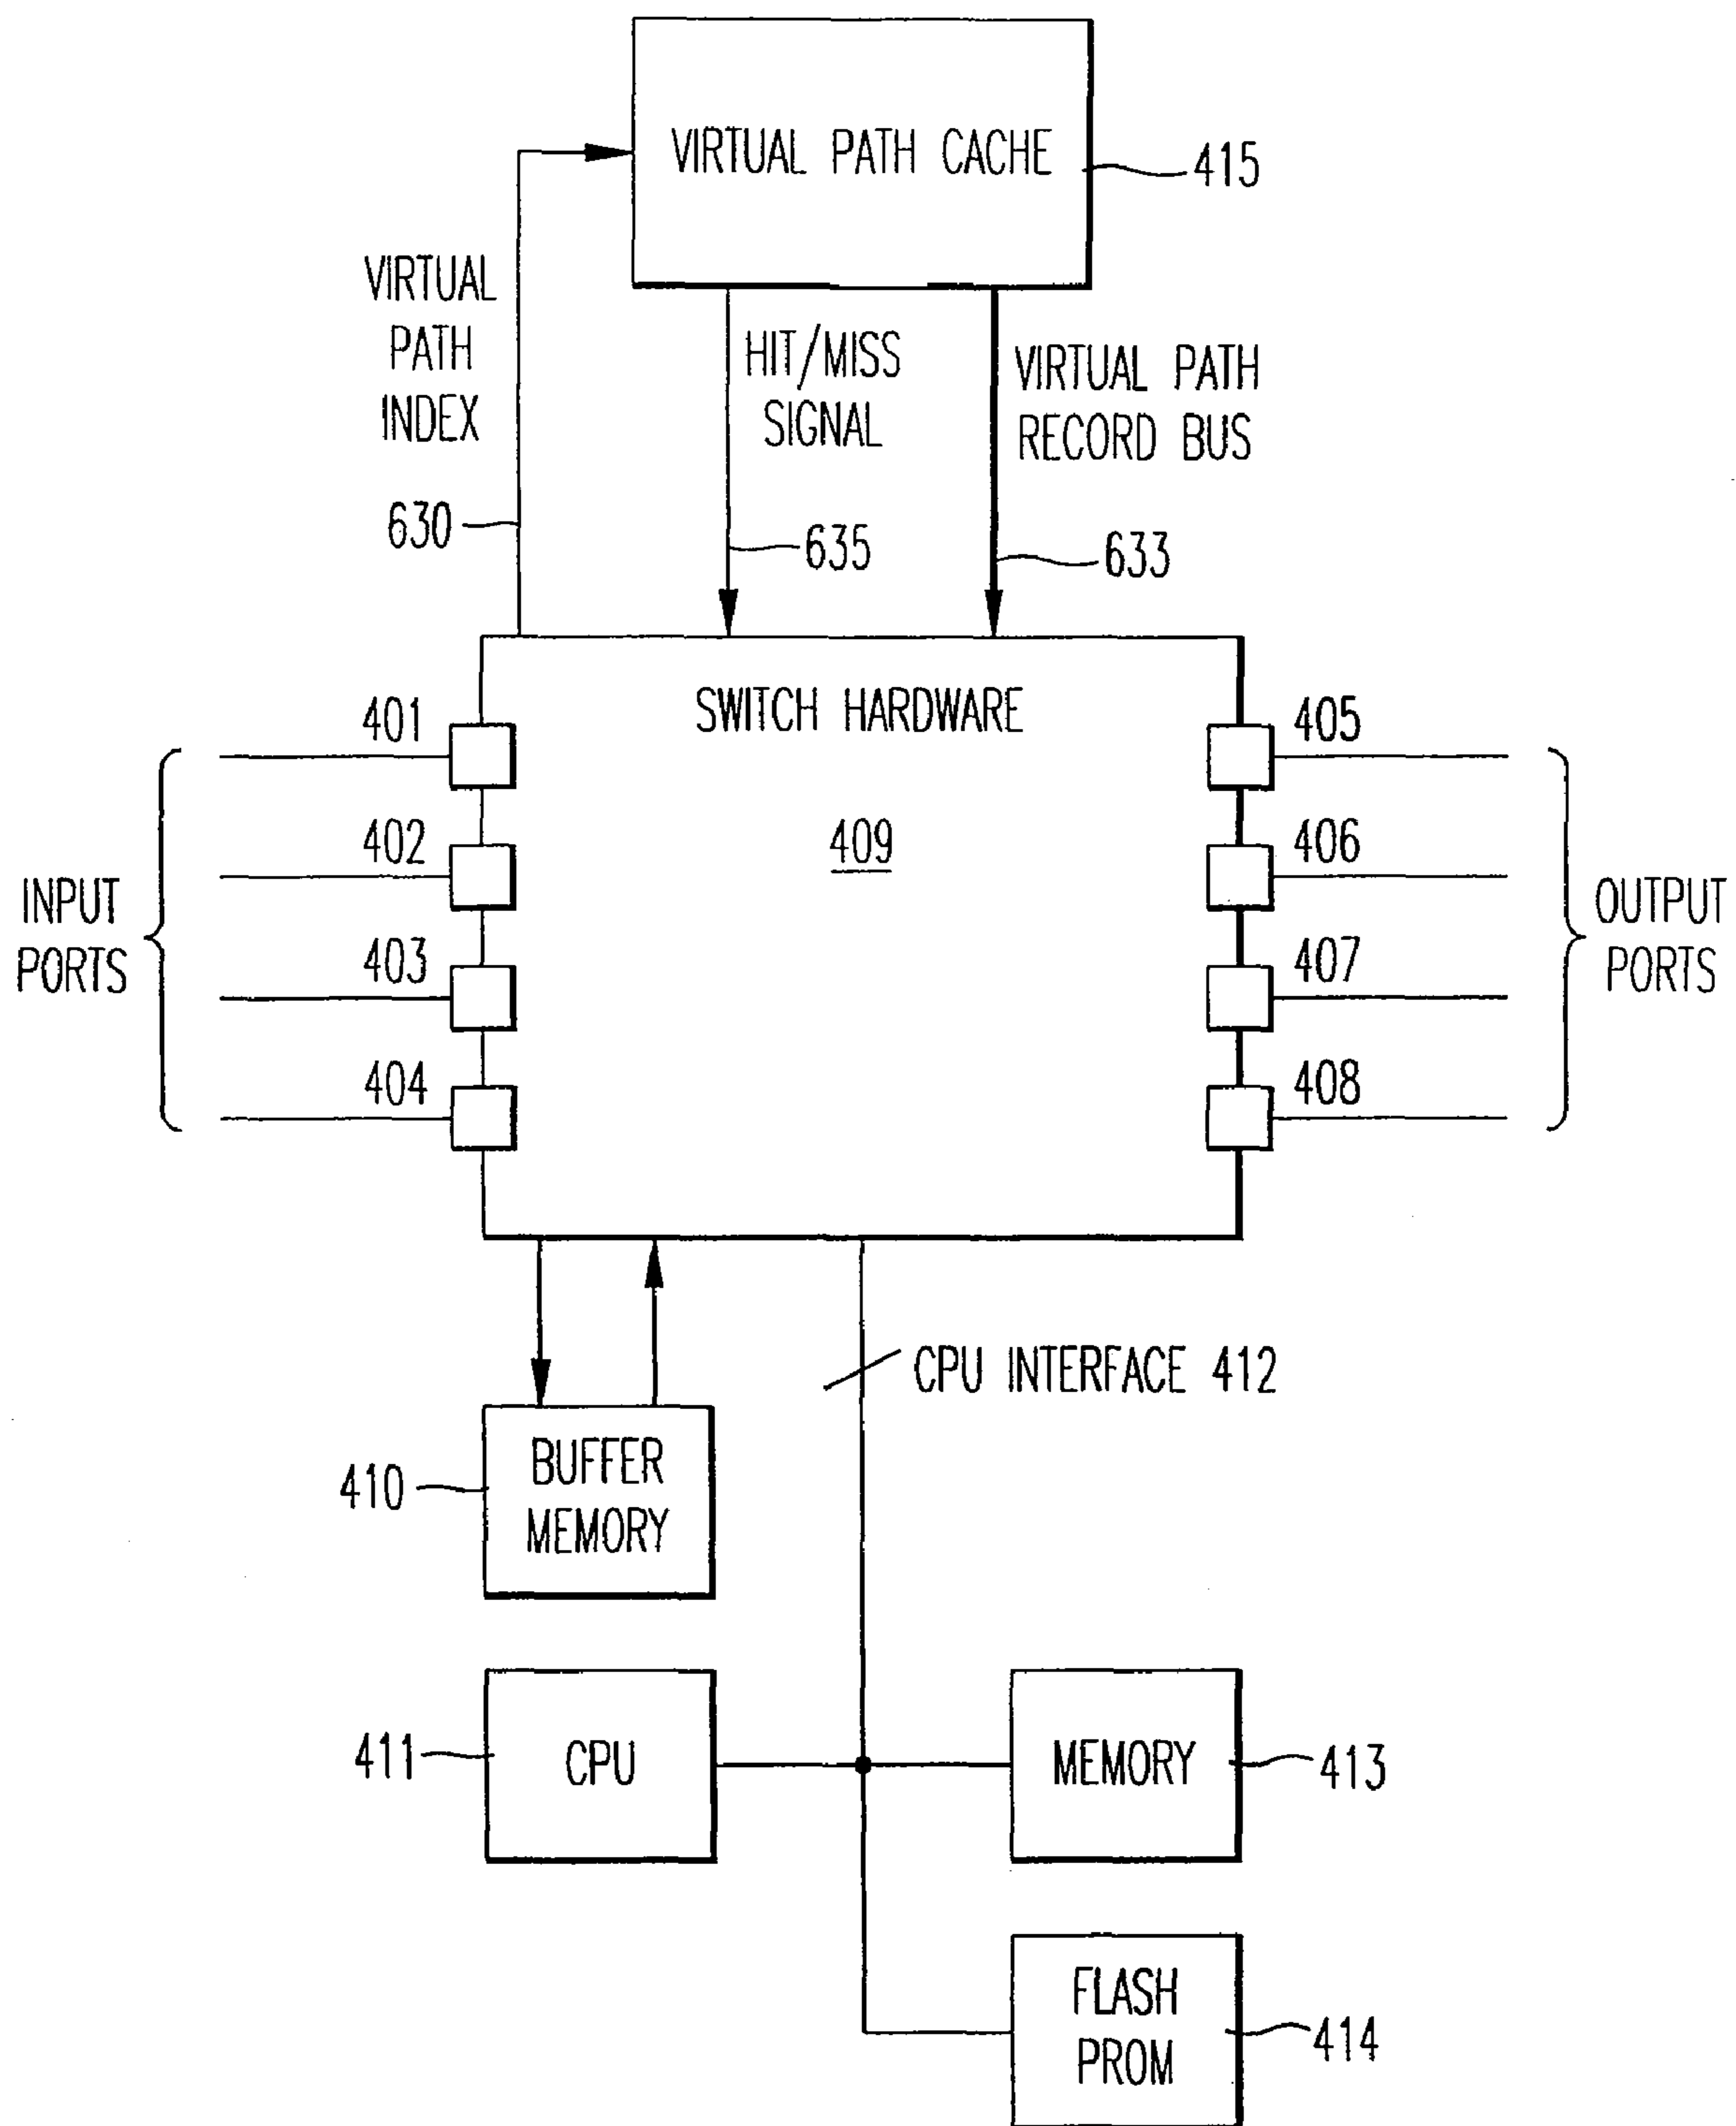 VIRTUAL PATH CACHE
415
VIRTUAL
PATH
INDEX
HIT/MISS
SIGNAL
VIRTUAL PATH
RECORD BUS
630
635
633
SWITCH HARDWARE
409
401
402
403
404
405
406
407
408
INPUT
PORTS
OUTPUT
PORTS
CPU INTERFACE 412
410
BUFFER
MEMORY
411
CPU
MEMORY
413
FLASH
PROM
414